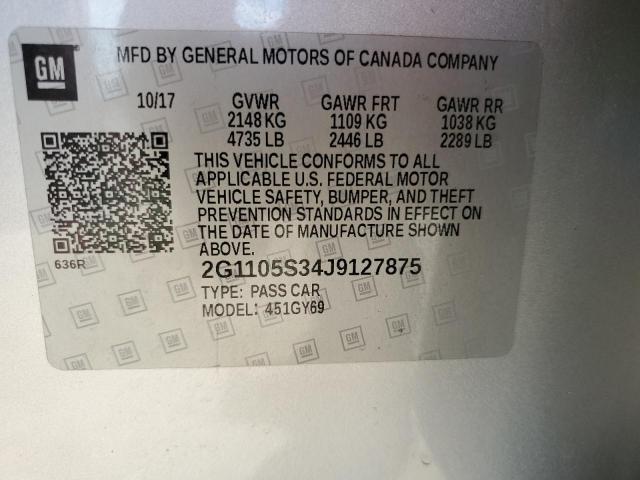 GM
MFD BY GENERAL MOTORS OF CANADA COMPANY
10/17 GVWR GAWR FRT GAWR RR
2148 KG 1109 KG 1038 KG
4735 LB 2446 LB 2289 LB
THIS VEHICLE CONFORMS TO ALL
APPLICABLE U.S. FEDERAL MOTOR
VEHICLE SAFETY, BUMPER, AND THEFT
PREVENTION STANDARDS IN EFFECT ON
THE DATE OF MANUFACTURE SHOWN
ABOVE.
636R
2G1105S34J9127875
TYPE: PASS CAR
MODEL: 451GY69